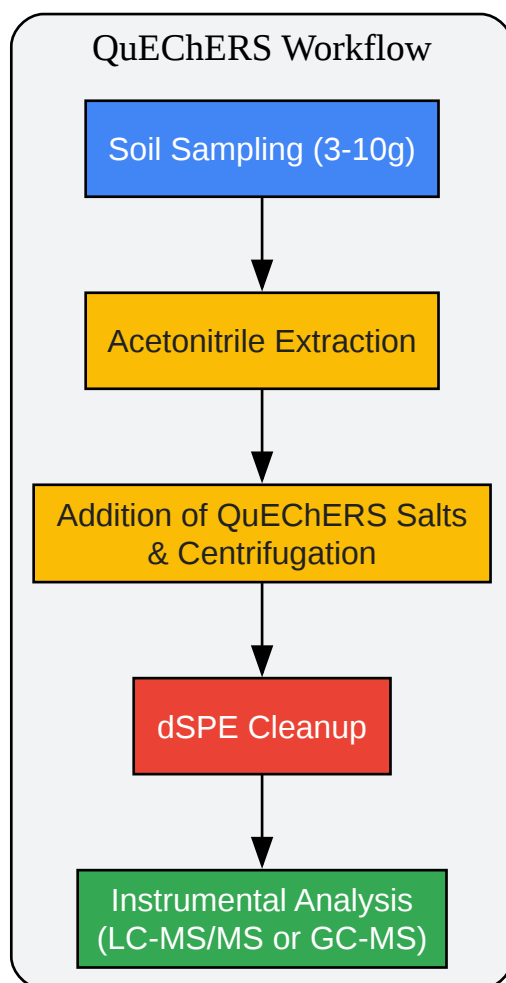 QuEChERS Workflow
Soil Sampling (3-10g)
Acetonitrile Extraction
Addition of QuEChERS Salts
& Centrifugation
dSPE Cleanup
Instrumental Analysis
(LC-MS/MS or GC-MS)